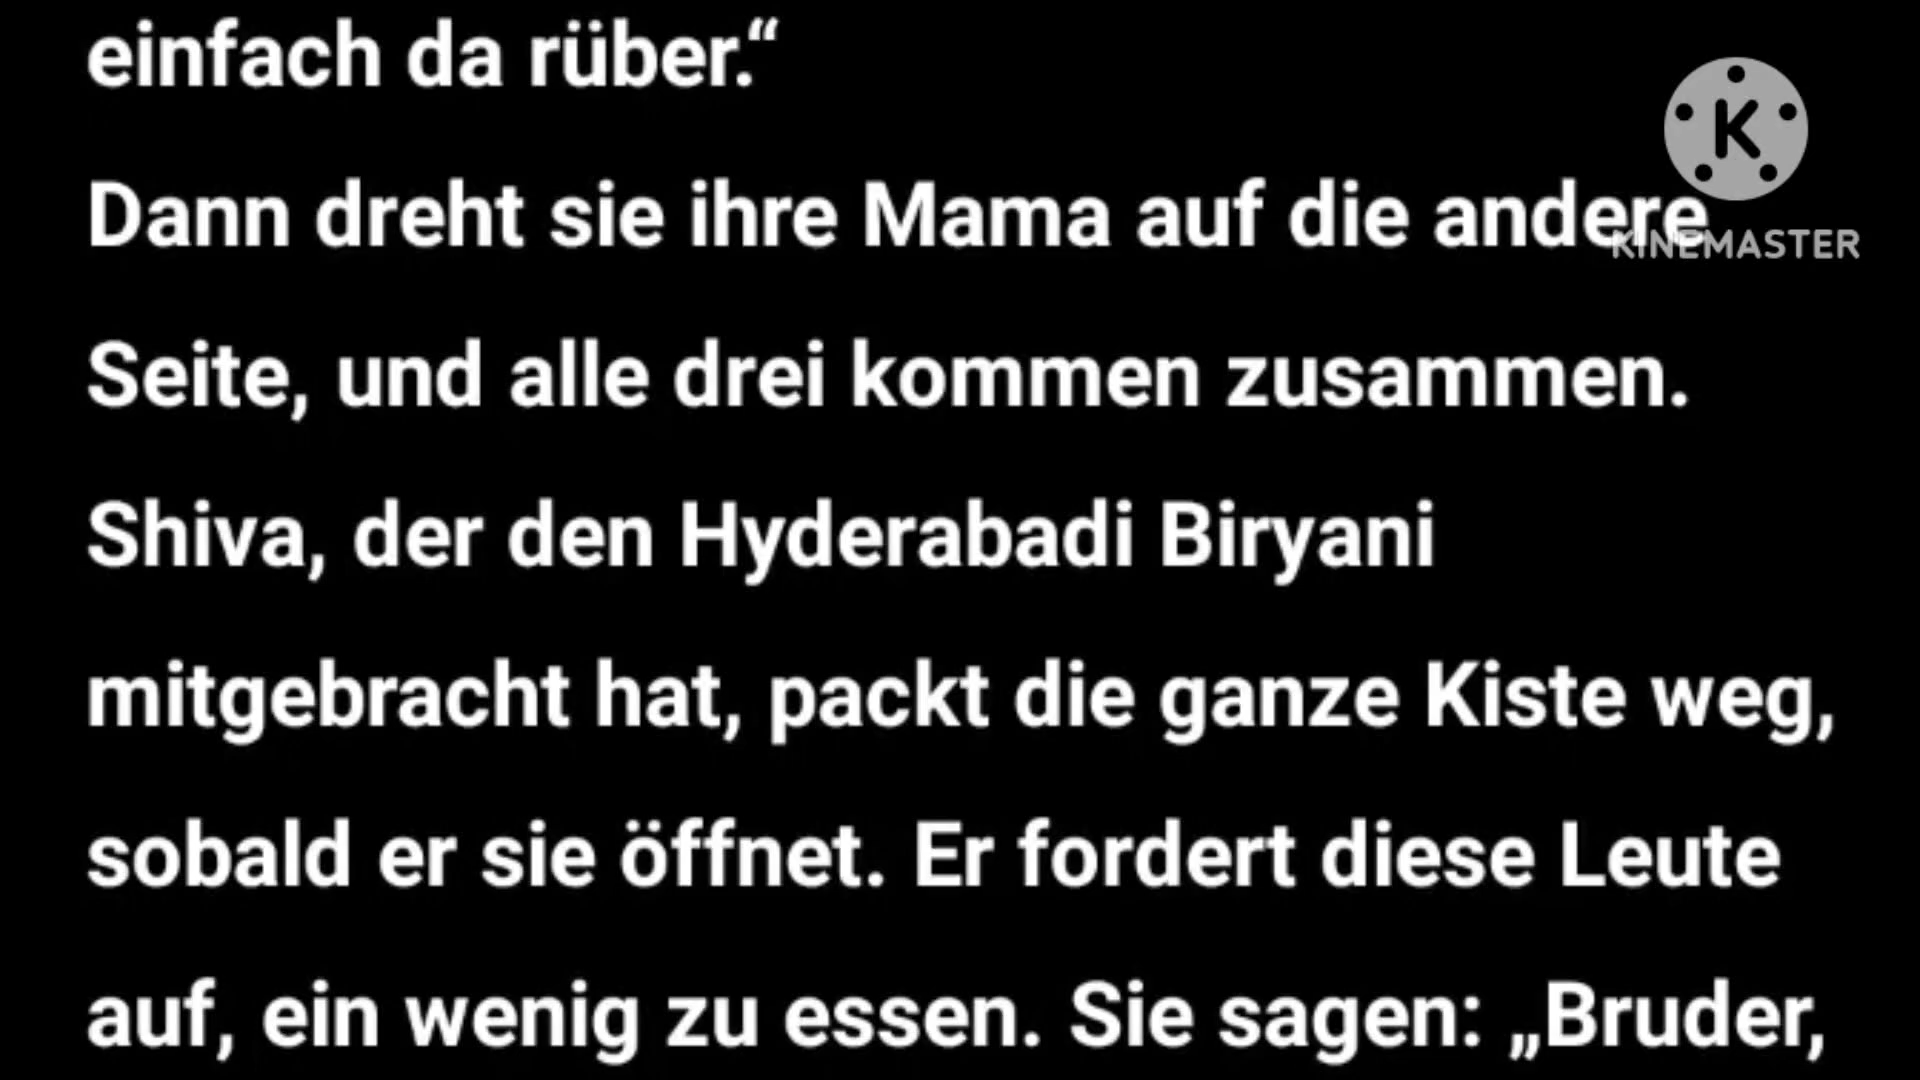 einfach da rüber.“
Dann dreht sie ihre Mama auf die andere
Seite, und alle drei kommen zusammen.
Shiva, der den Hyderabadi Biryani
mitgebracht hat, packt die ganze Kiste weg,
sobald er sie öffnet. Er fordert diese Leute
auf, ein wenig zu essen. Sie sagen: „Bruder,
K
KINEMASTER